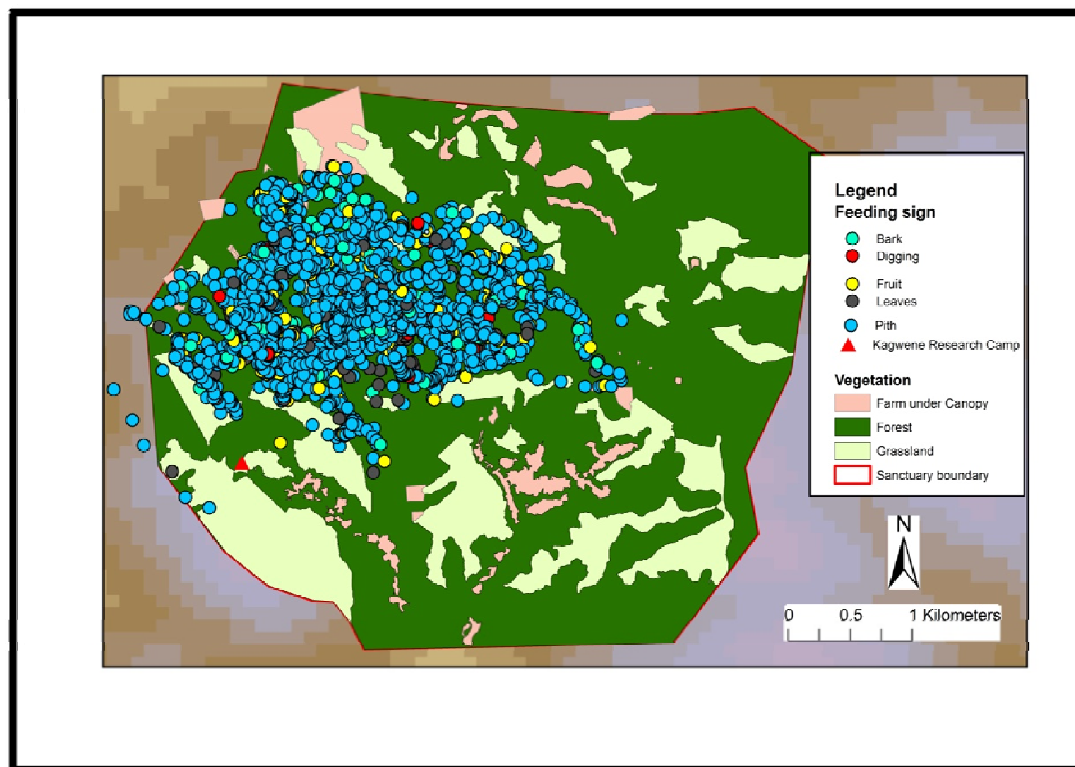 Legend
Feeding sign
Bark
Digging
Fruit
Leaves
Pith
Kagwene Research Camp
Vegetation
Farm under Canopy
Forest
Grassland
Sanctuary boundary
N
0 0.5 1 Kilometers